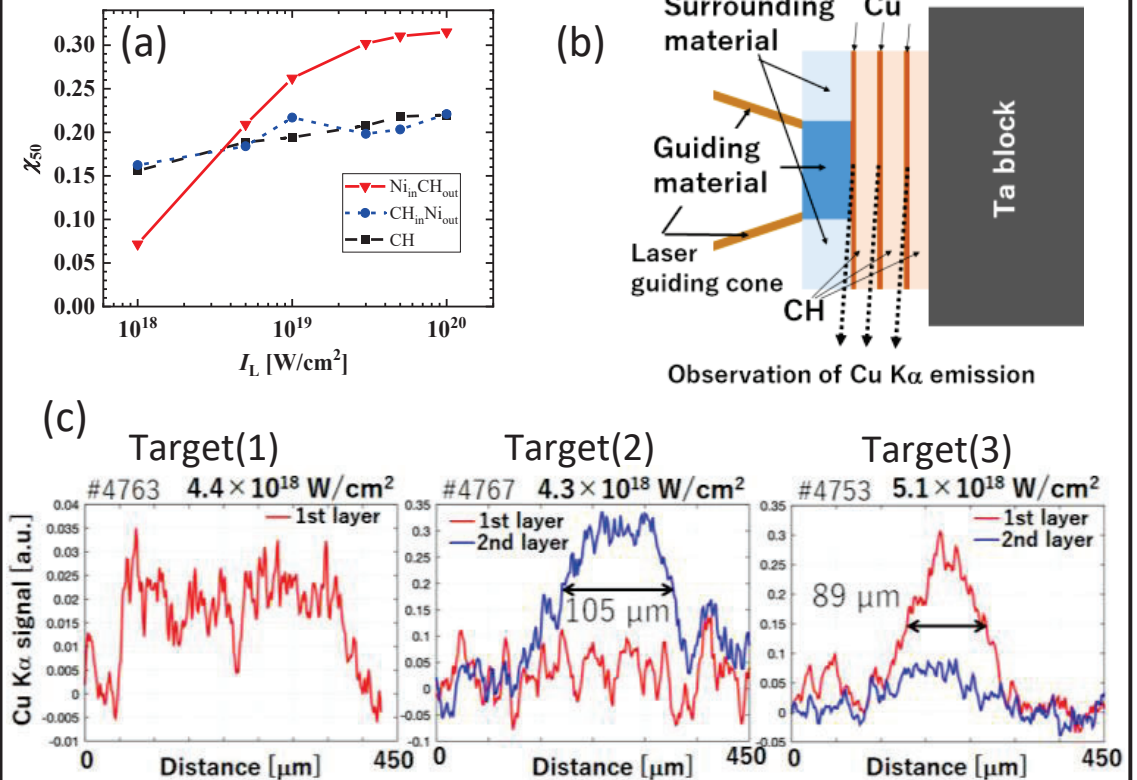 (a)
0.30
0.25
0.20
0.15
0.10
0.05
0.00
χ50
NiinCHout
CHinNiout
CH
10^18
10^19
10^20
IL [W/cm²]
(b)
Surrounding
material
Cu
Guiding
material
Laser
guiding cone
CH
Ta block
Observation of Cu Kα emission
(c)
Target(1)
#4763 4.4×10^18 W/cm²
1st layer
Cu Kα signal [a.u.]
0.04
0.035
0.03
0.025
0.02
0.015
0.01
0.005
0
-0.005
-0.01
0
450
Distance [μm]
Target(2)
#4767 4.3×10^18 W/cm²
1st layer
2nd layer
105 μm
0.35
0.3
0.25
0.2
0.15
0.1
0.05
0
-0.05
-0.1
0
450
Distance [μm]
Target(3)
#4753 5.1×10^18 W/cm²
1st layer
2nd layer
89 μm
0.35
0.3
0.25
0.2
0.15
0.1
0.05
0
-0.05
0
450
Distance [μm]